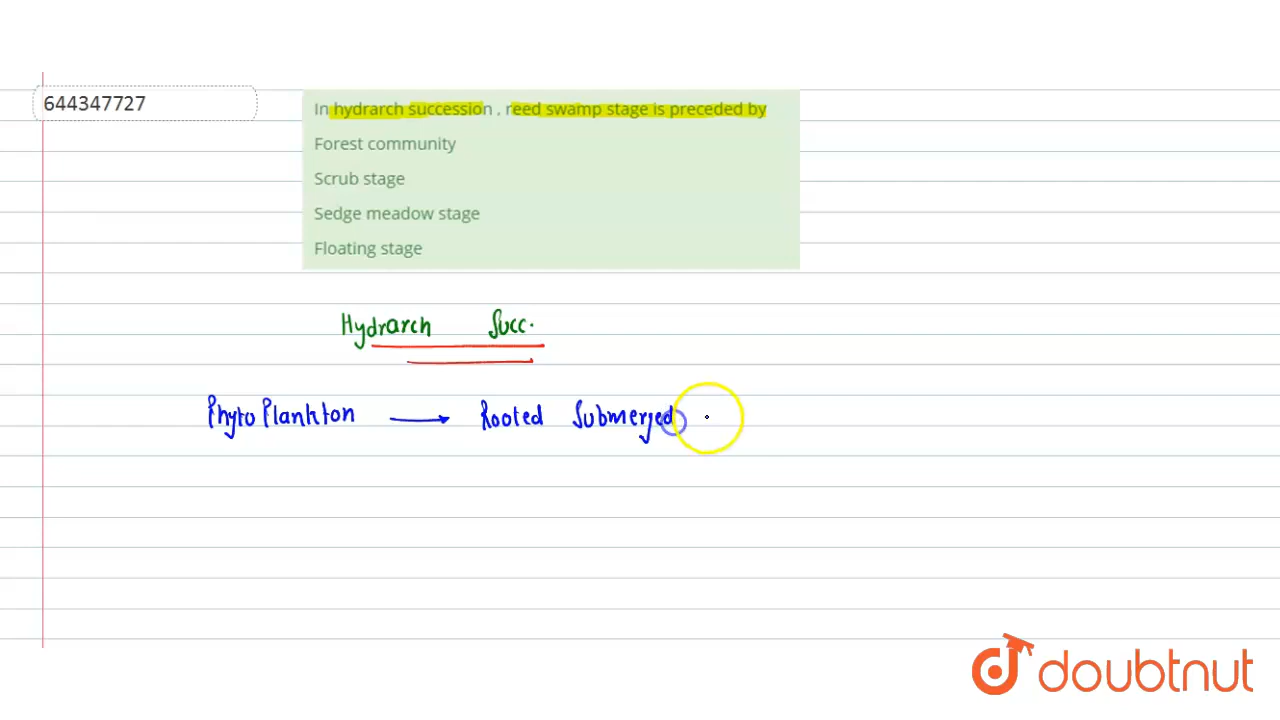 644347727
In hydrarch succession , reed swamp stage is preceded by
Forest community
Scrub stage
Sedge meadow stage
Floating stage
Hydrarch Succ.
Phyto Plankton → Rooted Submerged
doubtnut